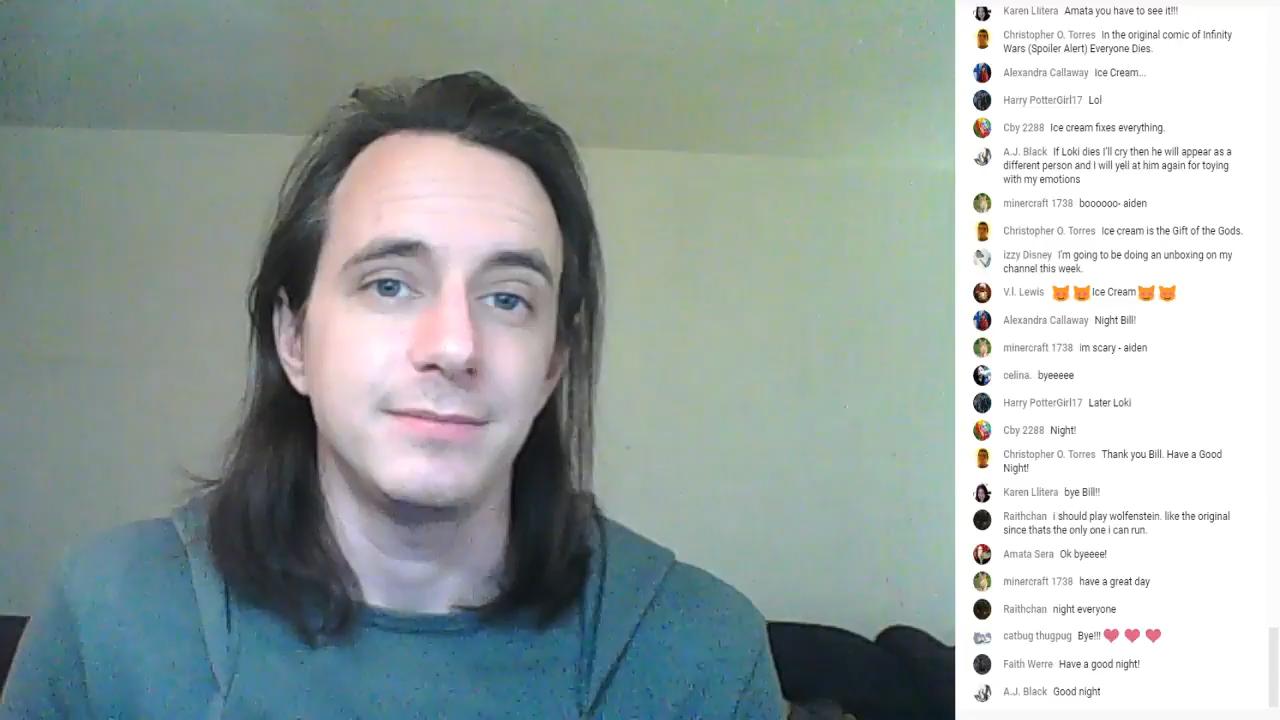 Karen Llitera Amata you have to see it!!!
Christopher O. Torres In the original comic of Infinity
Wars (Spoiler Alert) Everyone Dies.
Alexandra Callaway Ice Cream...
Harry PotterGirl17 Lol
Cby 2288 Ice cream fixes everything.
A.J. Black If Loki dies I'll cry then he will appear as a
different person and I will yell at him again for toying
with my emotions
minercraft 1738 boooooo- aiden
Christopher O. Torres Ice cream is the Gift of the Gods.
izzy Disney I'm going to be doing an unboxing on my
channel this week.
V.l. Lewis Ice Cream
Alexandra Callaway Night Bill!
minercraft 1738 im scary - aiden
celina. byeeeee
Harry PotterGirl17 Later Loki
Cby 2288 Night!
Christopher O. Torres Thank you Bill. Have a Good
Night!
Karen Llitera bye Bill!!
Raithchan i should play wolfenstein. like the original
since thats the only one i can run.
Amata Sera Ok byeeee!
minercraft 1738 have a great day
Raithchan night everyone
catbug thugpug Bye!!!
Faith Werre Have a good night!
A.J. Black Good night